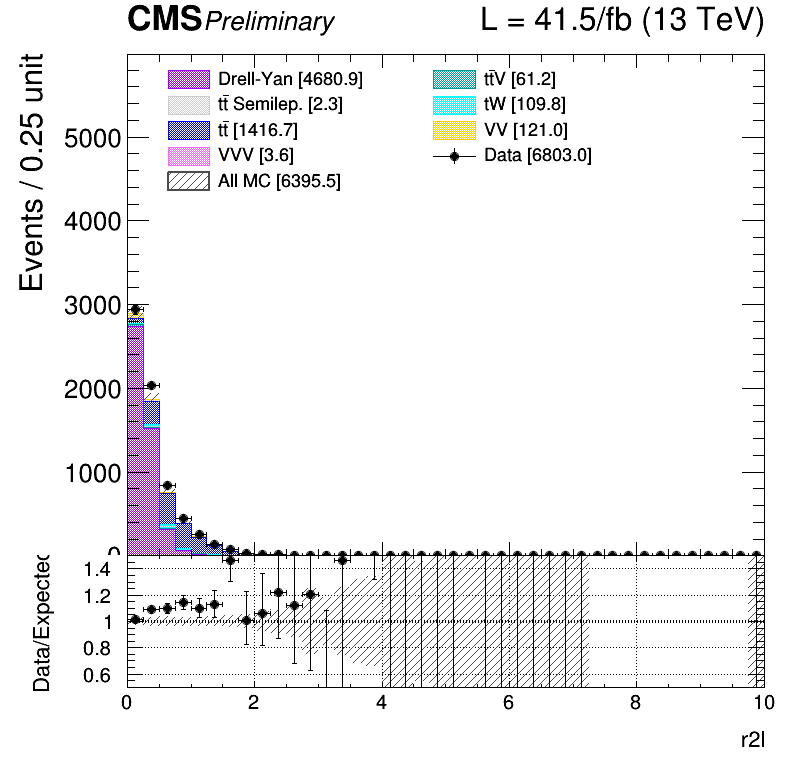 CMS Preliminary L = 41.5/fb (13 TeV)
Events / 0.25 unit
Drell-Yan [4680.9]
tt̄ Semilep. [2.3]
tt̄ [1416.7]
VVV [3.6]
All MC [6395.5]
tt̄V [61.2]
tW [109.8]
VV [121.0]
Data [6803.0]
5000
4000
3000
2000
1000
0
Data/Expected
1.4
1.2
1
0.8
0.6
0 2 4 6 8 10
r2l